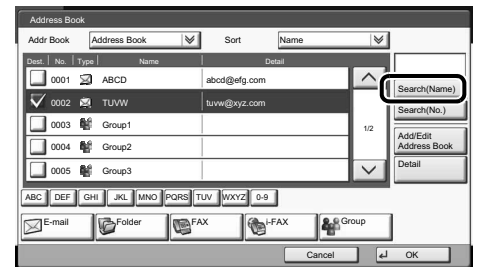 Address Book
Addr Book Address Book Sort Name
Dest. No. Type Name Detail
0001 ABCD abcd@efg.com
0002 TUVW tuvw@xyz.com
0003 Group1
0004 Group2
0005 Group3
1/2
Search(Name)
Search(No.)
Add/Edit
Address Book
Detail
ABC DEF GHI JKL MNO PQRS TUV WXYZ 0-9
E-mail Folder FAX i-FAX Group
Cancel OK